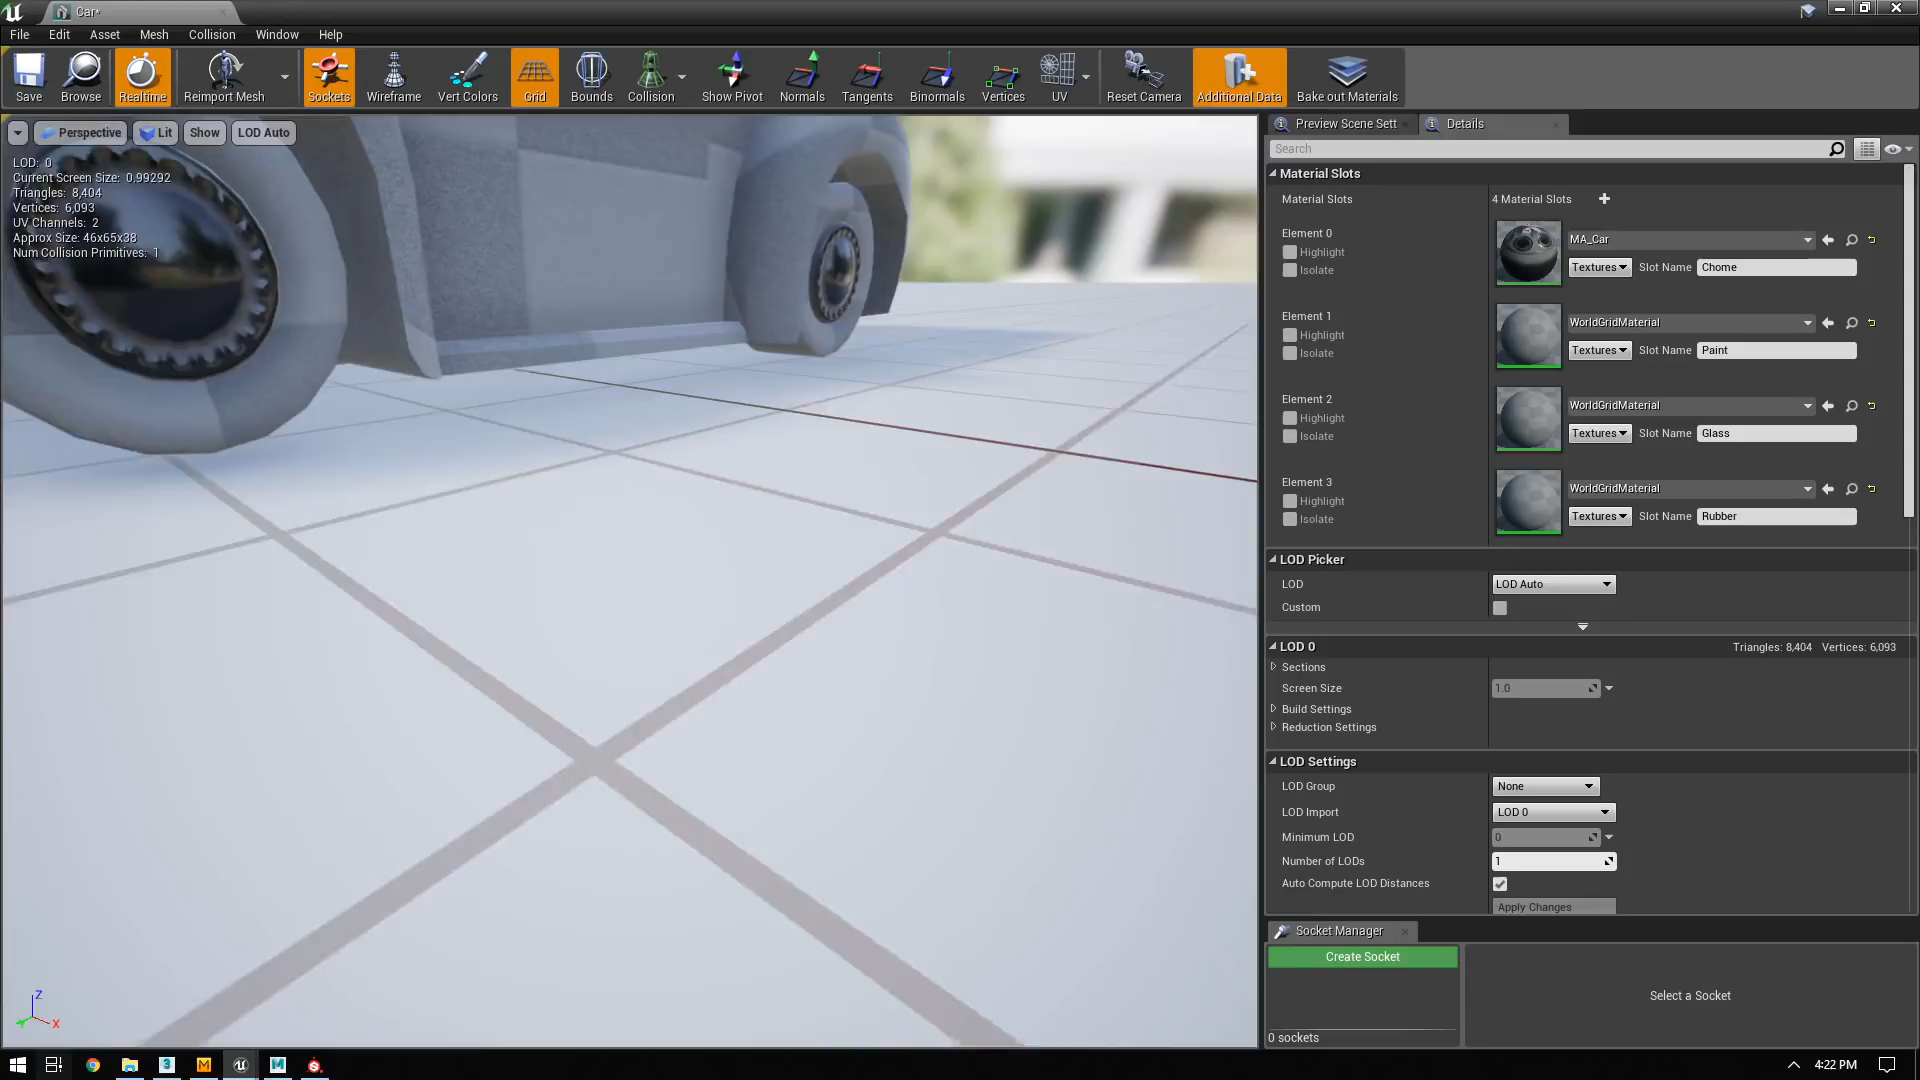 Car*
File Edit Asset Mesh Collision Window Help
Save Browse Realtime Reimport Mesh Sockets Wireframe Vert Colors Grid Bounds Collision Show Pivot Normals Tangents Binormals Vertices UV Reset Camera Additional Data Bake out Materials
Perspective Lit Show LOD Auto
LOD: 0
Current Screen Size: 0.99292
Triangles: 8,404
Vertices: 6,093
UV Channels: 2
Approx Size: 46x65x38
Num Collision Primitives: 1
Z
X
Preview Scene Sett Details
Search
Material Slots
Material Slots 4 Material Slots
Element 0 MA_Car
Highlight
Isolate Textures Slot Name Chome
Element 1 WorldGridMaterial
Highlight
Isolate Textures Slot Name Paint
Element 2 WorldGridMaterial
Highlight
Isolate Textures Slot Name Glass
Element 3 WorldGridMaterial
Highlight
Isolate Textures Slot Name Rubber
LOD Picker
LOD LOD Auto
Custom
LOD 0 Triangles: 8,404 Vertices: 6,093
Sections
Screen Size 1.0
Build Settings
Reduction Settings
LOD Settings
LOD Group None
LOD Import LOD 0
Minimum LOD 0
Number of LODs 1
Auto Compute LOD Distances
Apply Changes
Socket Manager
Create Socket
Select a Socket
0 sockets
4:22 PM